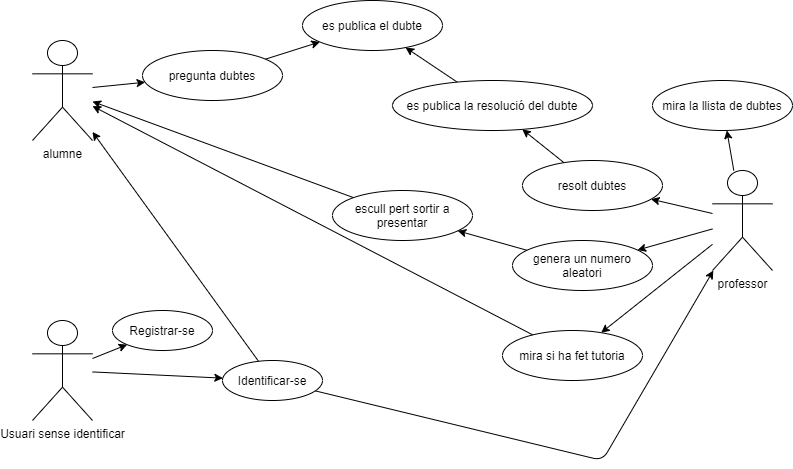 es publica el dubte
pregunta dubtes
es publica la resolució del dubte
mira la llista de dubtes
alumne
resolt dubtes
escull pert sortir a
presentar
genera un numero
aleatori
professor
Registrar-se
mira si ha fet tutoria
Identificar-se
Usuari sense identificar